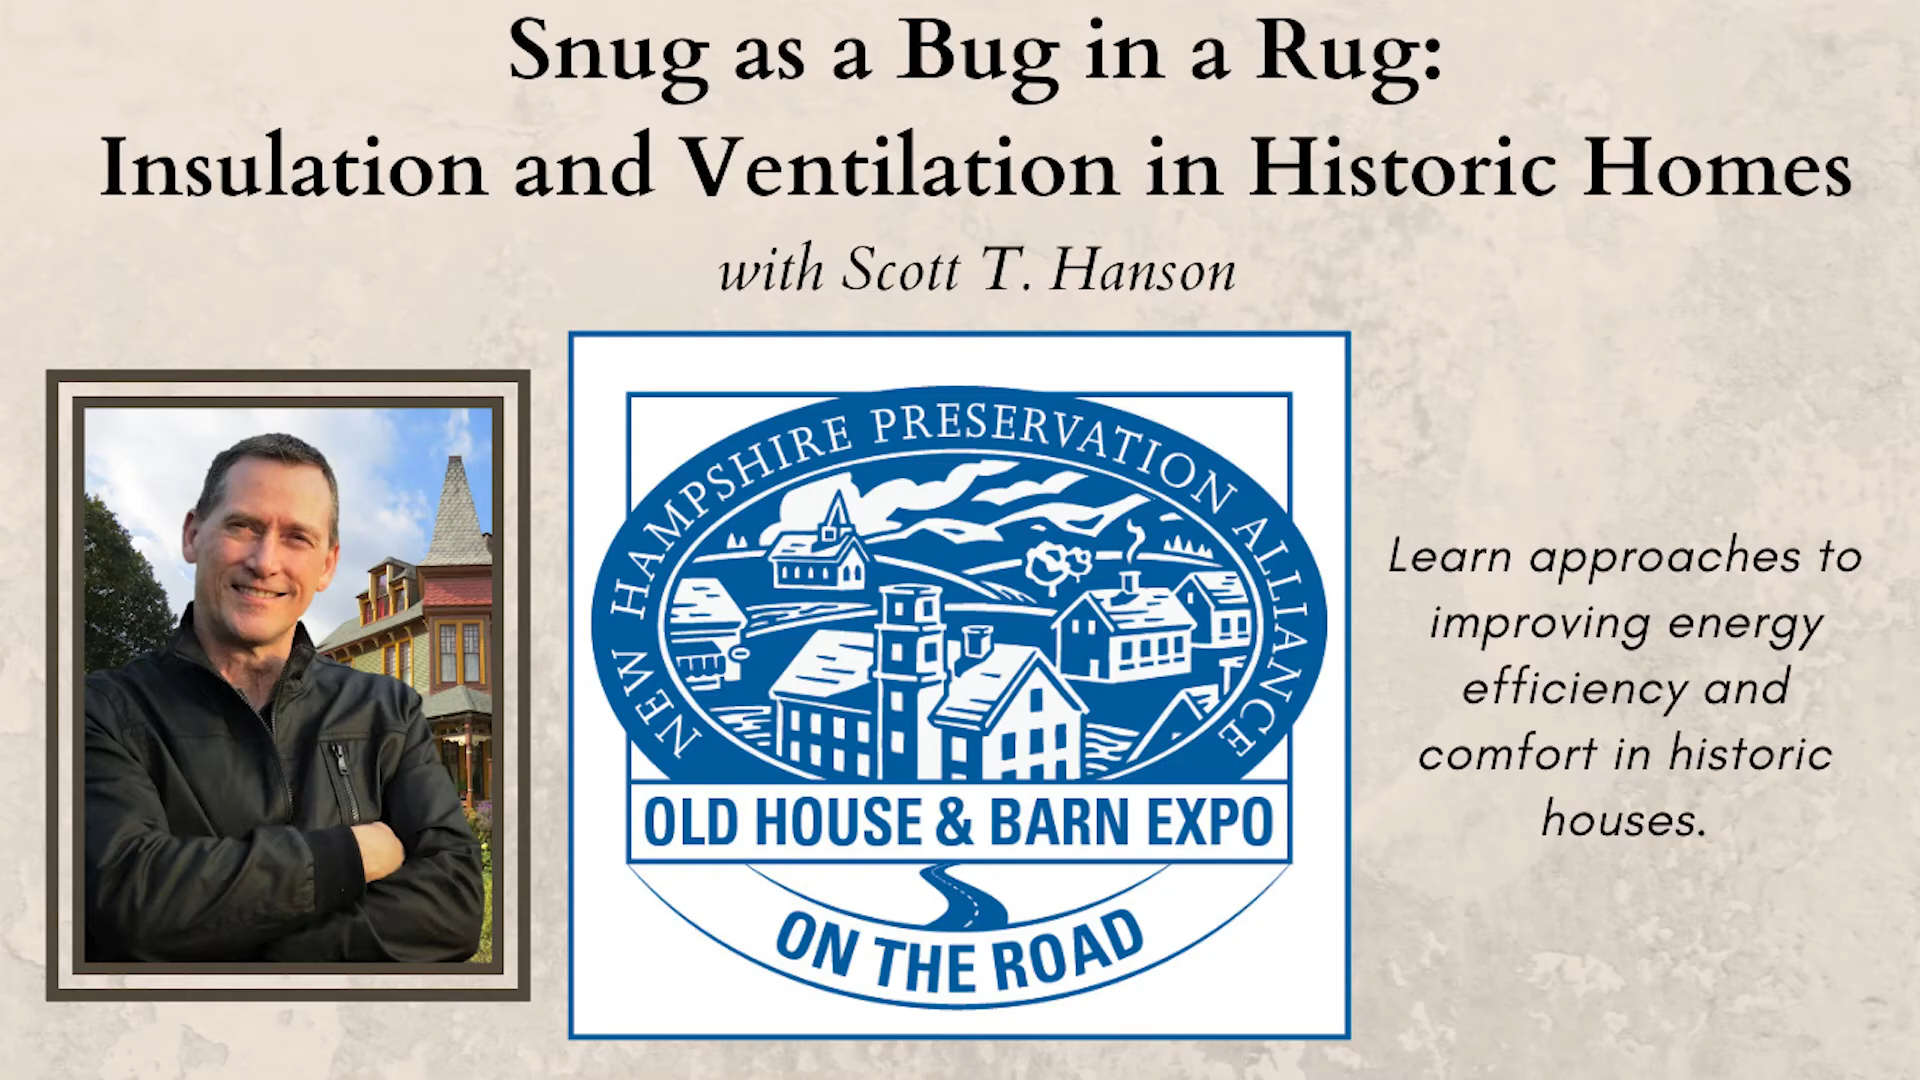 Snug as a Bug in a Rug:
Insulation and Ventilation in Historic Homes
with Scott T. Hanson
NEW HAMPSHIRE PRESERVATION ALLIANCE
OLD HOUSE & BARN EXPO
ON THE ROAD
Learn approaches to
improving energy
efficiency and
comfort in historic
houses.